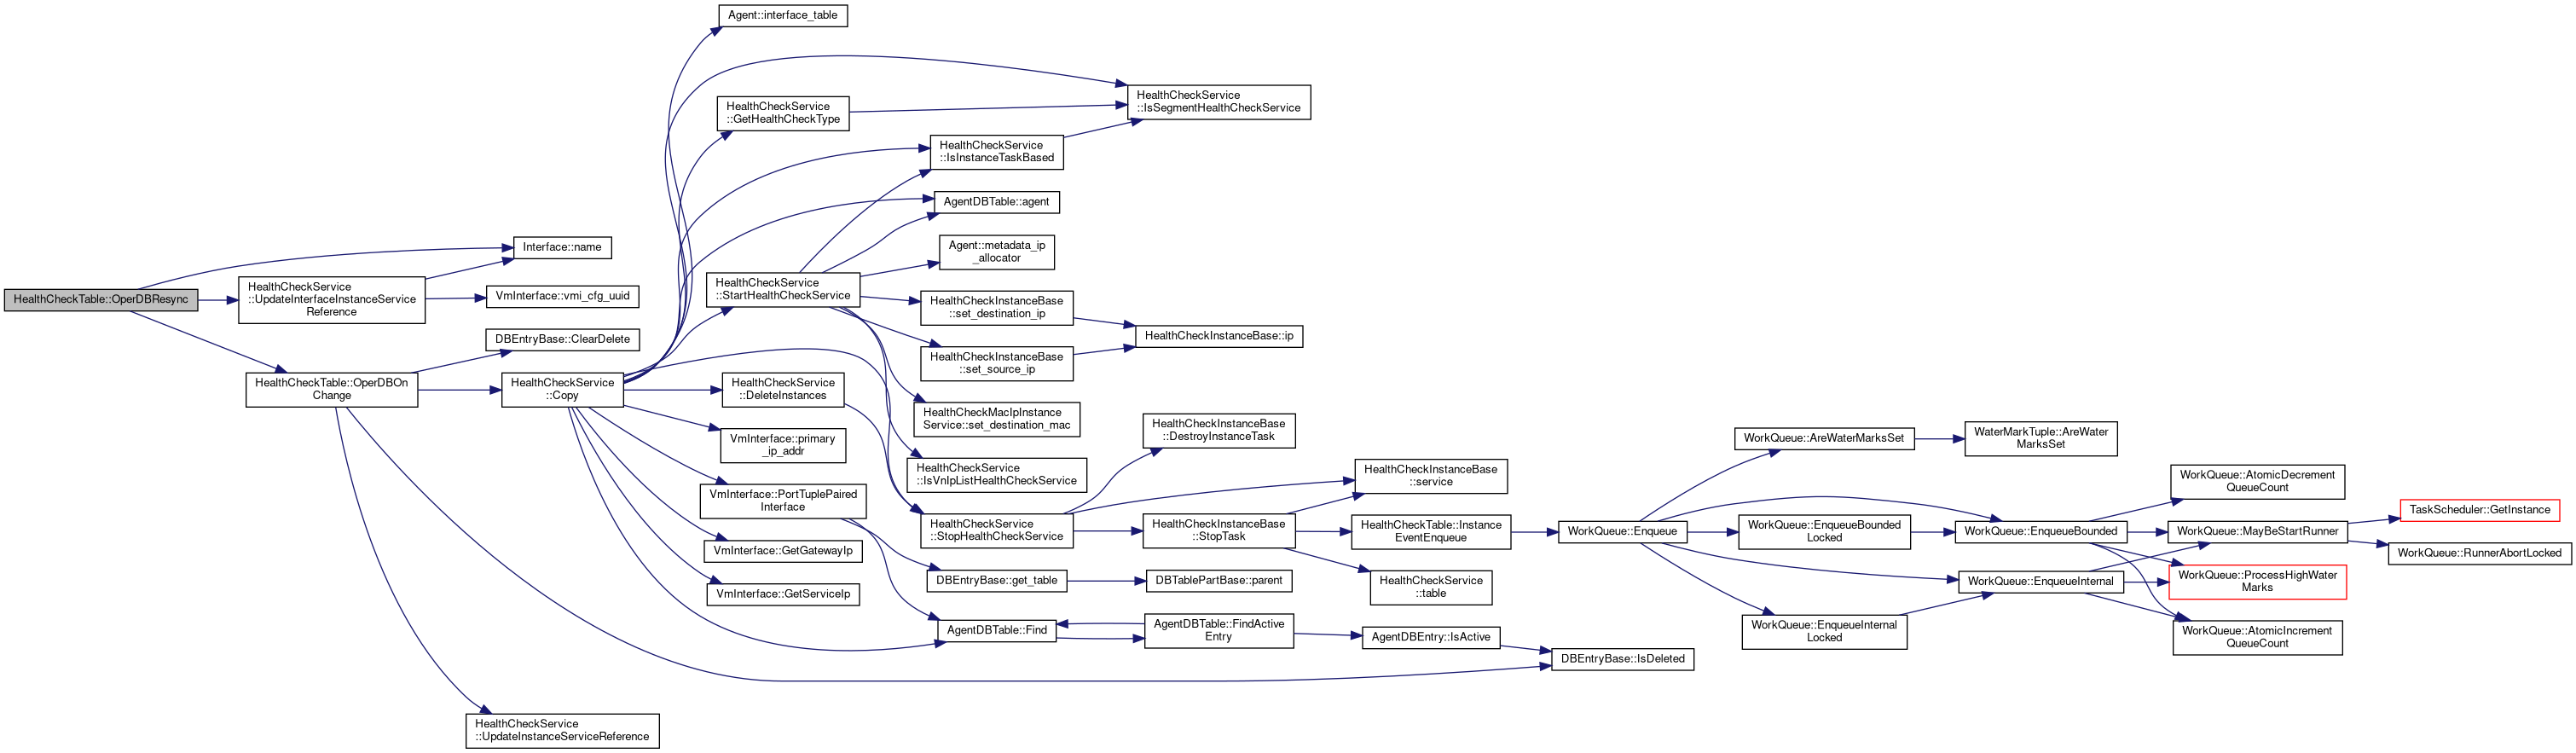 Agent::interface_table
HealthCheckService
::IsSegmentHealthCheckService
HealthCheckService
::GetHealthCheckType
HealthCheckService
::IsInstanceTaskBased
AgentDBTable::agent
Interface::name
Agent::metadata_ip
_allocator
HealthCheckTable::OperDBResync
HealthCheckService
::UpdateInterfaceInstanceService
Reference
VmInterface::vmi_cfg_uuid
HealthCheckService
::StartHealthCheckService
HealthCheckInstanceBase
::set_destination_ip
HealthCheckInstanceBase::ip
DBEntryBase::ClearDelete
HealthCheckInstanceBase
::set_source_ip
HealthCheckTable::OperDBOn
Change
HealthCheckService
::Copy
HealthCheckService
::DeleteInstances
HealthCheckMacIpInstance
Service::set_destination_mac
VmInterface::primary
_ip_addr
HealthCheckInstanceBase
::DestroyInstanceTask
WorkQueue::AreWaterMarksSet
WaterMarkTuple::AreWater
MarksSet
HealthCheckService
::IsVnIpListHealthCheckService
HealthCheckInstanceBase
::service
WorkQueue::AtomicDecrement
QueueCount
VmInterface::PortTuplePaired
Interface
TaskScheduler::GetInstance
HealthCheckService
::StopHealthCheckService
HealthCheckInstanceBase
::StopTask
HealthCheckTable::Instance
EventEnqueue
WorkQueue::Enqueue
WorkQueue::EnqueueBounded
Locked
WorkQueue::EnqueueBounded
WorkQueue::MayBeStartRunner
VmInterface::GetGatewayIp
WorkQueue::RunnerAbortLocked
DBEntryBase::get_table
DBTablePartBase::parent
HealthCheckService
::table
WorkQueue::EnqueueInternal
WorkQueue::ProcessHighWater
Marks
VmInterface::GetServiceIp
AgentDBTable::Find
AgentDBTable::FindActive
Entry
AgentDBEntry::IsActive
WorkQueue::EnqueueInternal
Locked
WorkQueue::AtomicIncrement
QueueCount
DBEntryBase::IsDeleted
HealthCheckService
::UpdateInstanceServiceReference